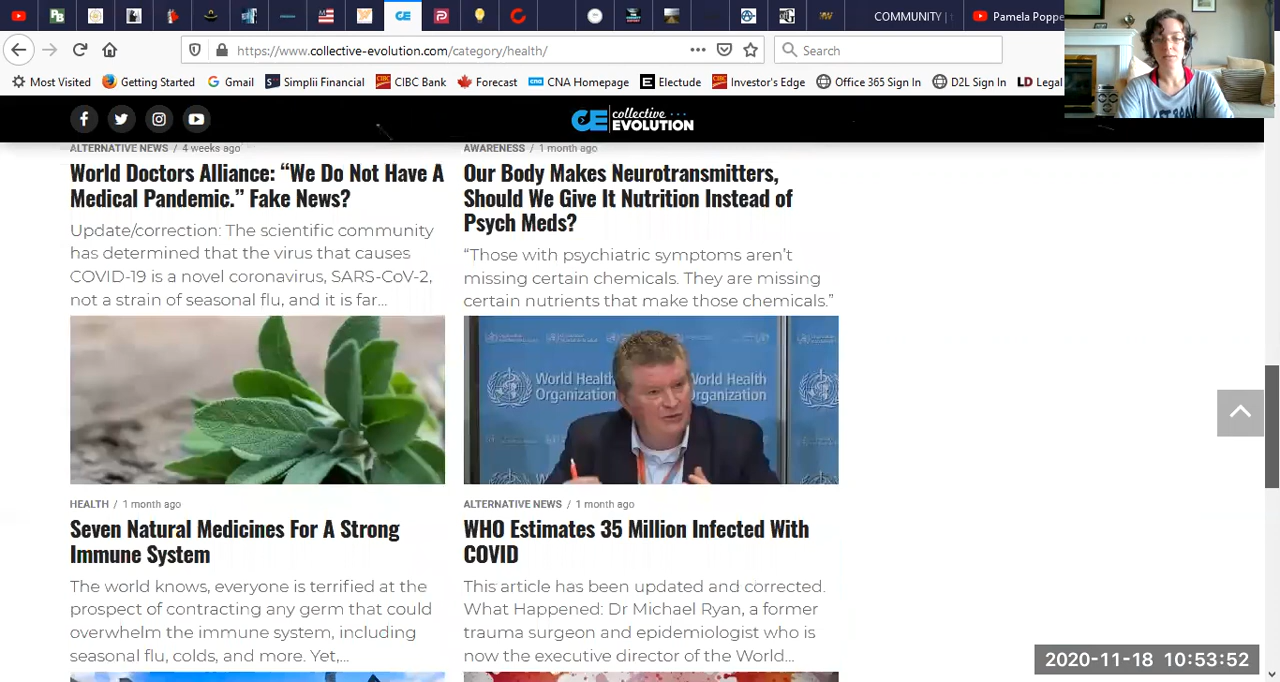 COMMUNITY
Pamela Poppe
https://www.collective-evolution.com/category/health/
Search
Most Visited
Getting Started
Gmail
Simplii Financial
CIBC Bank
Forecast
CNA Homepage
Electude
Investor's Edge
Office 365 Sign In
D2L Sign In
Legal
CE collective
EVOLUTION
ALTERNATIVE NEWS / 4 weeks ago
World Doctors Alliance: “We Do Not Have A
Medical Pandemic.” Fake News?
Update/correction: The scientific community
has determined that the virus that causes
COVID-19 is a novel coronavirus, SARS-CoV-2,
not a strain of seasonal flu, and it is far...
AWARENESS / 1 month ago
Our Body Makes Neurotransmitters,
Should We Give It Nutrition Instead of
Psych Meds?
“Those with psychiatric symptoms aren’t
missing certain chemicals. They are missing
certain nutrients that make those chemicals.”
World Health
Organization
World Health
Organization
HEALTH / 1 month ago
Seven Natural Medicines For A Strong
Immune System
The world knows, everyone is terrified at the
prospect of contracting any germ that could
overwhelm the immune system, including
seasonal flu, colds, and more. Yet,...
ALTERNATIVE NEWS / 1 month ago
WHO Estimates 35 Million Infected With
COVID
This article has been updated and corrected.
What Happened: Dr Michael Ryan, a former
trauma surgeon and epidemiologist who is
now the executive director of the World...
2020-11-18 10:53:52